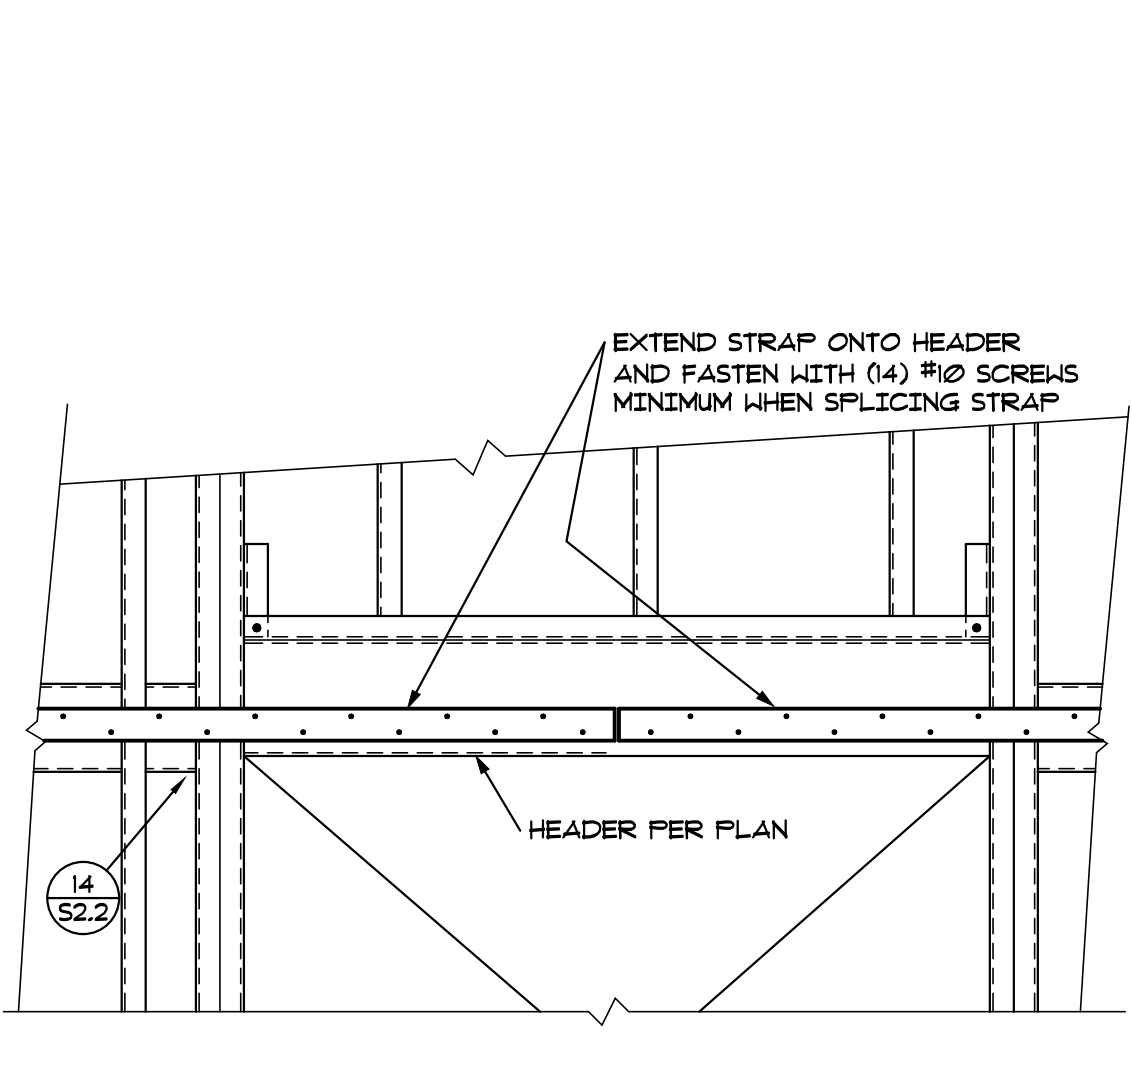 EXTEND STRAP ONTO HEADER
AND FASTEN WITH (14) #10 SCREWS
MINIMUM WHEN SPLICING STRAP
HEADER PER PLAN
14
S2.2